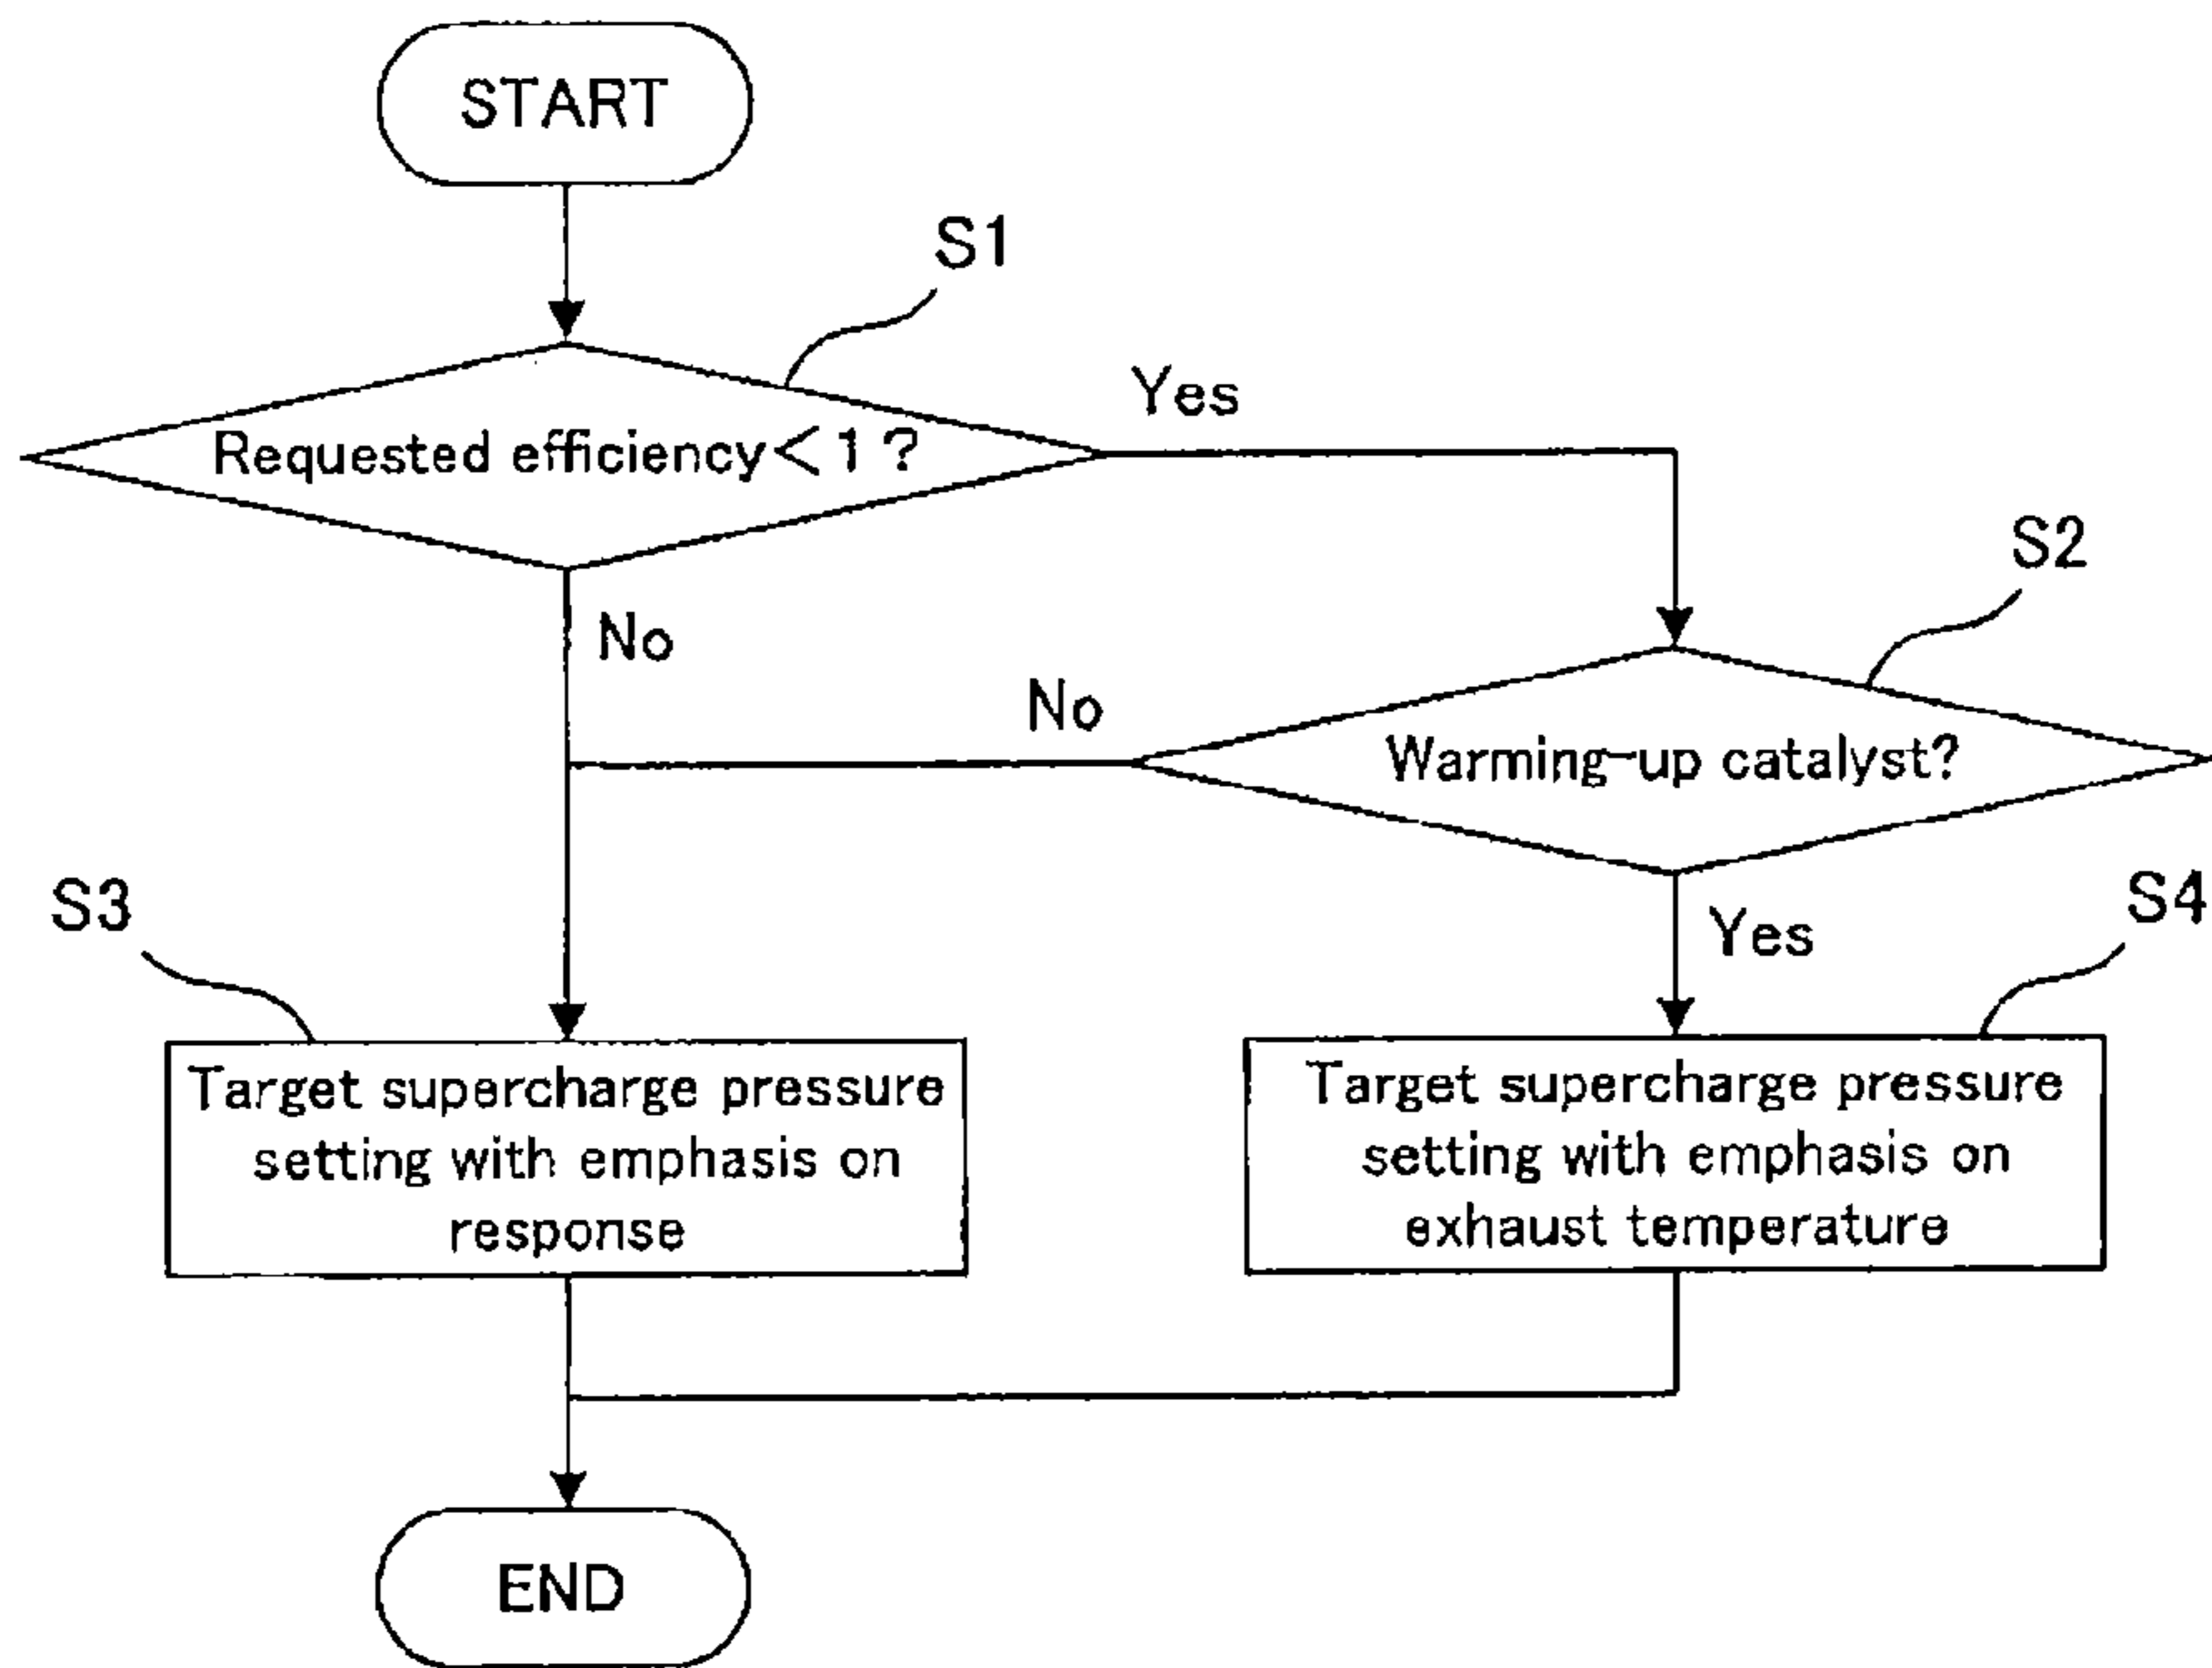 START
S1
Yes
Requested efficiency<1?
S2
No
No
Warming-up catalyst?
S3
S4
Yes
Target supercharge pressure
setting with emphasis on
response
Target supercharge pressure
setting with emphasis on
exhaust temperature
END